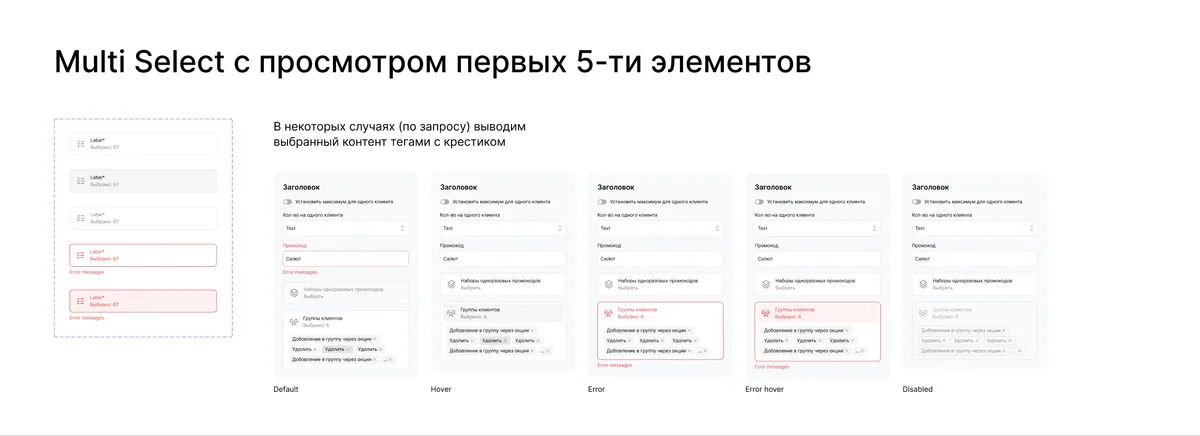 Multi Select с просмотром первых 5-ти элементов
Label*
Выбрано: 67
Label*
Выбрано: 67
Label*
Выбрано: 67
Label*
Выбрано: 67
Error messages
Label*
Выбрано: 67
Error messages
В некоторых случаях (по запросу) выводим
выбранный контент тегами с крестиком
Заголовок
Установить максимум для одного клиента
Кол-во на одного клиента
Text
Промокод
Салют
Error messages
Наборы одноразовых промокодов
Выбрать
Группы клиентов
Выбрано: 6
Добавление в группу через акции ×
Удалить × Удалить × Удалить ×
Добавление в группу через акции × ... ×
Default
Заголовок
Установить максимум для одного клиента
Кол-во на одного клиента
Text
Промокод
Салют
Наборы одноразовых промокодов
Выбрать
Группы клиентов
Выбрано: 4
Добавление в группу через акции ×
Удалить × Удалить × Удалить ×
Добавление в группу через акции × ... ×
Hover
Заголовок
Установить максимум для одного клиента
Кол-во на одного клиента
Text
Промокод
Салют
Наборы одноразовых промокодов
Выбрать
Группы клиентов
Выбрано: 6
Добавление в группу через акции ×
Удалить × Удалить × Удалить ×
Добавление в группу через акции × ... ×
Error messages
Error
Заголовок
Установить максимум для одного клиента
Кол-во на одного клиента
Text
Промокод
Салют
Наборы одноразовых промокодов
Выбрать
Группы клиентов
Выбрано: 4
Добавление в группу через акции ×
Удалить × Удалить × Удалить ×
Добавление в группу через акции × ... ×
Error messages
Error hover
Заголовок
Установить максимум для одного клиента
Кол-во на одного клиента
Text
Промокод
Салют
Наборы одноразовых промокодов
Выбрать
Группы клиентов
Выбрано: 6
Добавление в группу через акции ×
Удалить × Удалить × Удалить ×
Добавление в группу через акции × ... ×
Disabled